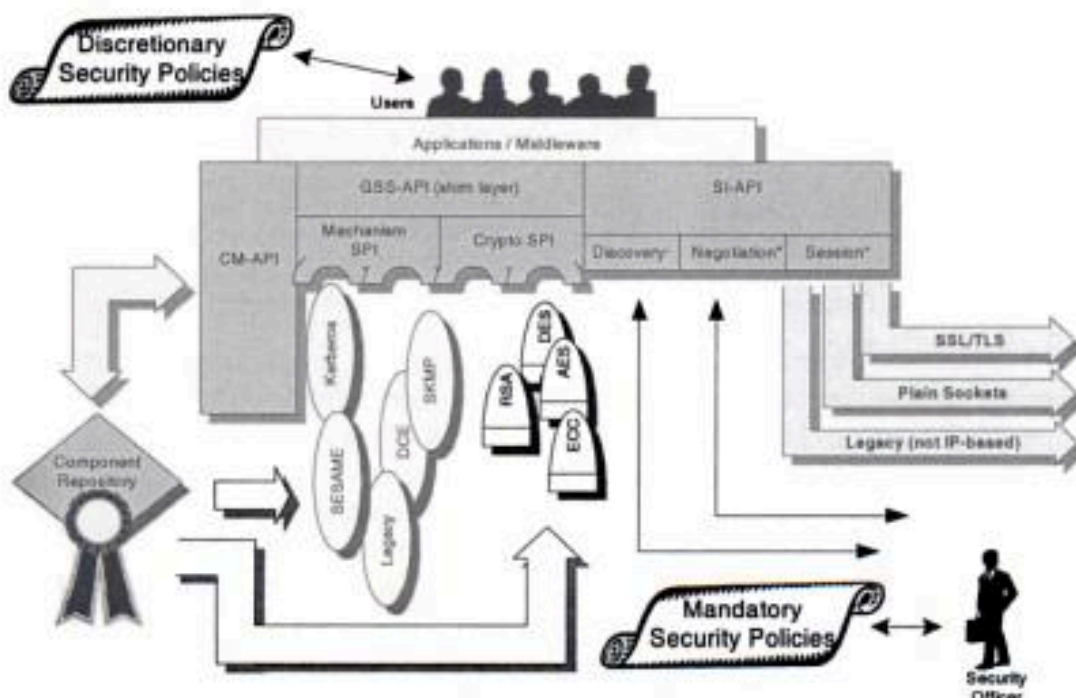 Discretionary
Security Policies
Users
Applications / Middleware
GSS-API (shim layer)
SI-API
Mechanism
SPI
Crypto SPI
CM-API
Discovery
Negotiation*
Session*
Kerberos
SKMP
DCE
SESAME
Legacy
DES
AES
RSA
ECC
SSL/TLS
Plain Sockets
Legacy (not IP-based)
Component
Repository
Mandatory
Security Policies
Security
Officer